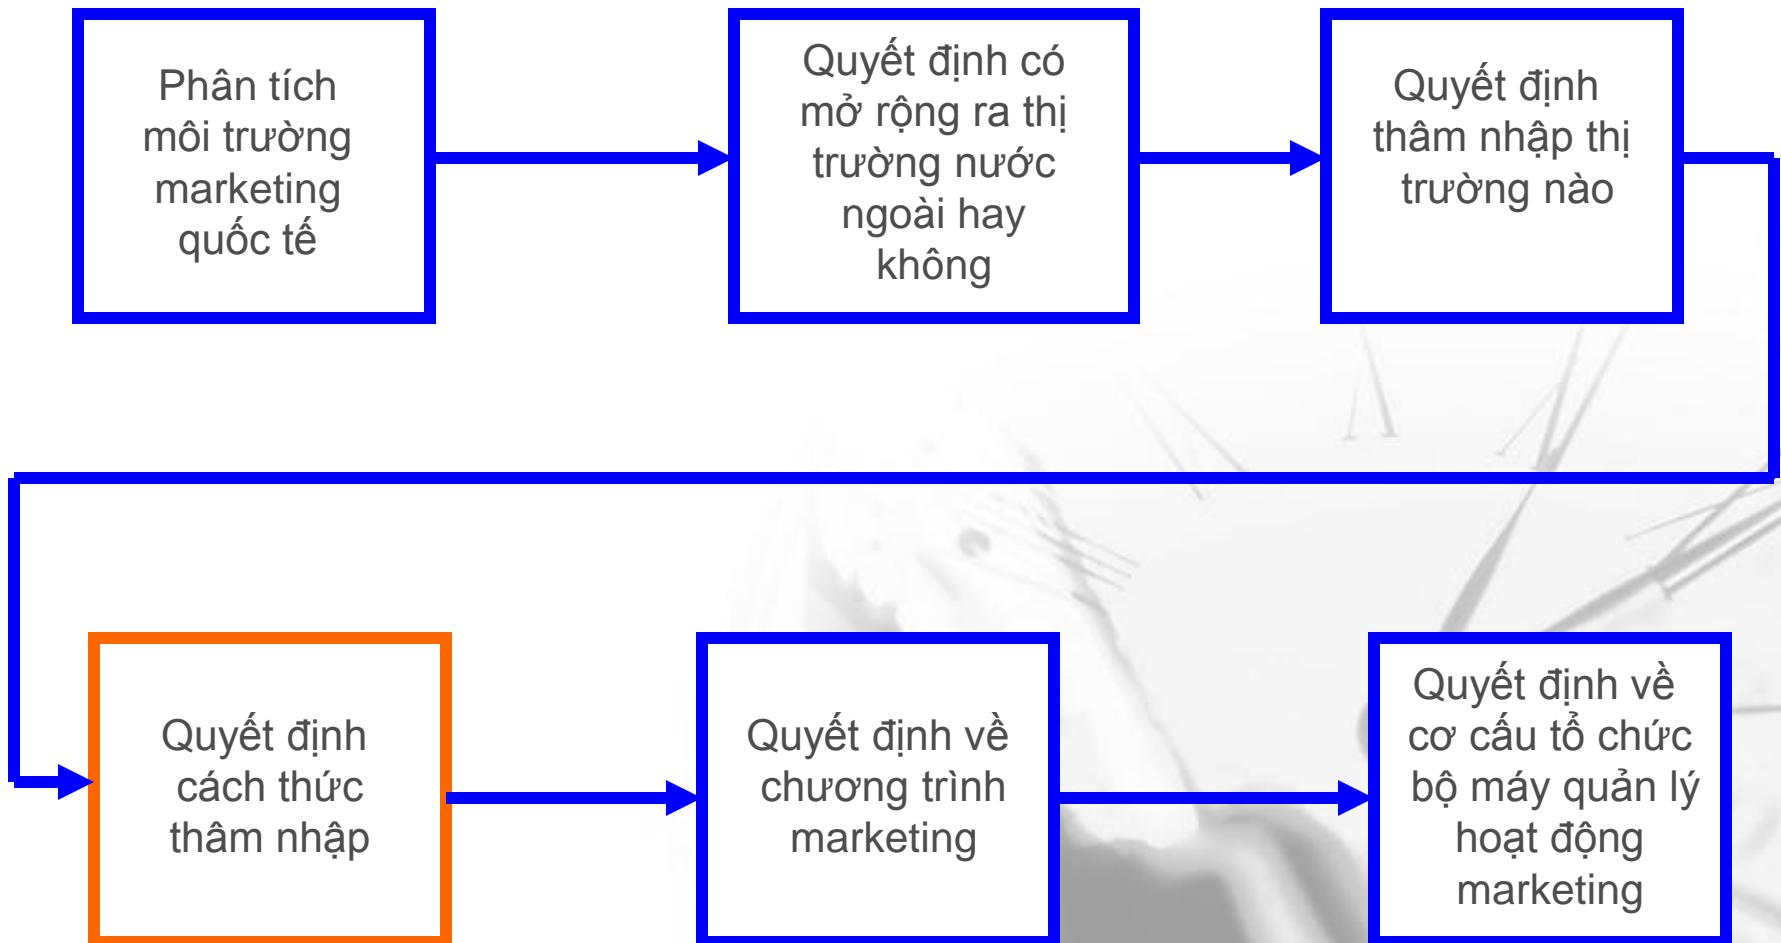 Phân tích
môi trường
marketing
quốc tế
Quyết định có
mở rộng ra thị
trường nước
ngoài hay
không
Quyết định
thâm nhập thị
trường nào
Quyết định
cách thức
thâm nhập
Quyết định về
chương trình
marketing
Quyết định về
cơ cấu tổ chức
bộ máy quản lý
hoạt động
marketing